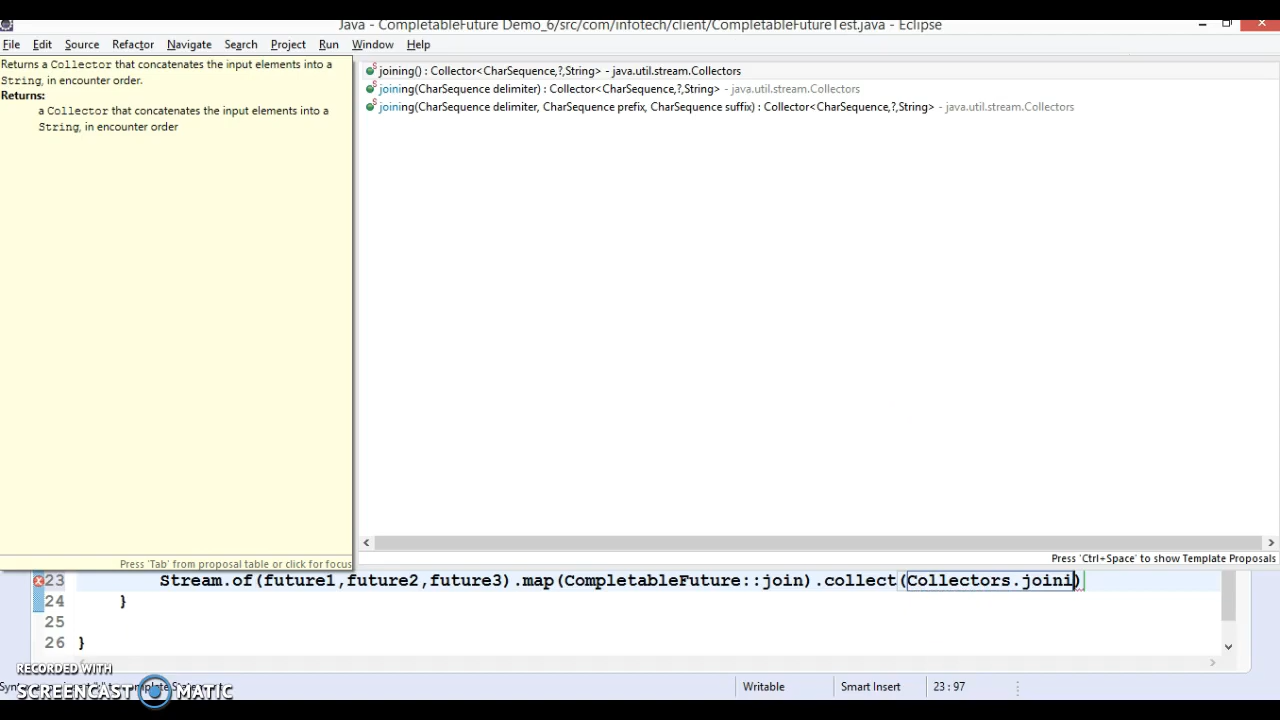 Java - CompletableFuture Demo_6/src/com/infotech/client/CompletableFutureTest.java - Eclipse
File Edit Source Refactor Navigate Search Project Run Window Help
Returns a Collector that concatenates the input elements into a
String, in encounter order.
Returns:
a Collector that concatenates the input elements into a
String, in encounter order
Press 'Tab' from proposal table or click for focus
joining() : Collector<CharSequence,?,String> - java.util.stream.Collectors
joining(CharSequence delimiter) : Collector<CharSequence,?,String> - java.util.stream.Collectors
joining(CharSequence delimiter, CharSequence prefix, CharSequence suffix) : Collector<CharSequence,?,String> - java.util.stream.Collectors
Press 'Ctrl+Space' to show Template Proposals
23 Stream.of(future1,future2,future3).map(CompletableFuture::join).collect(Collectors.joini)
24 }
25
26 }
RECORDED WITH
SCREENCAST MATIC
Writable Smart Insert 23 : 97